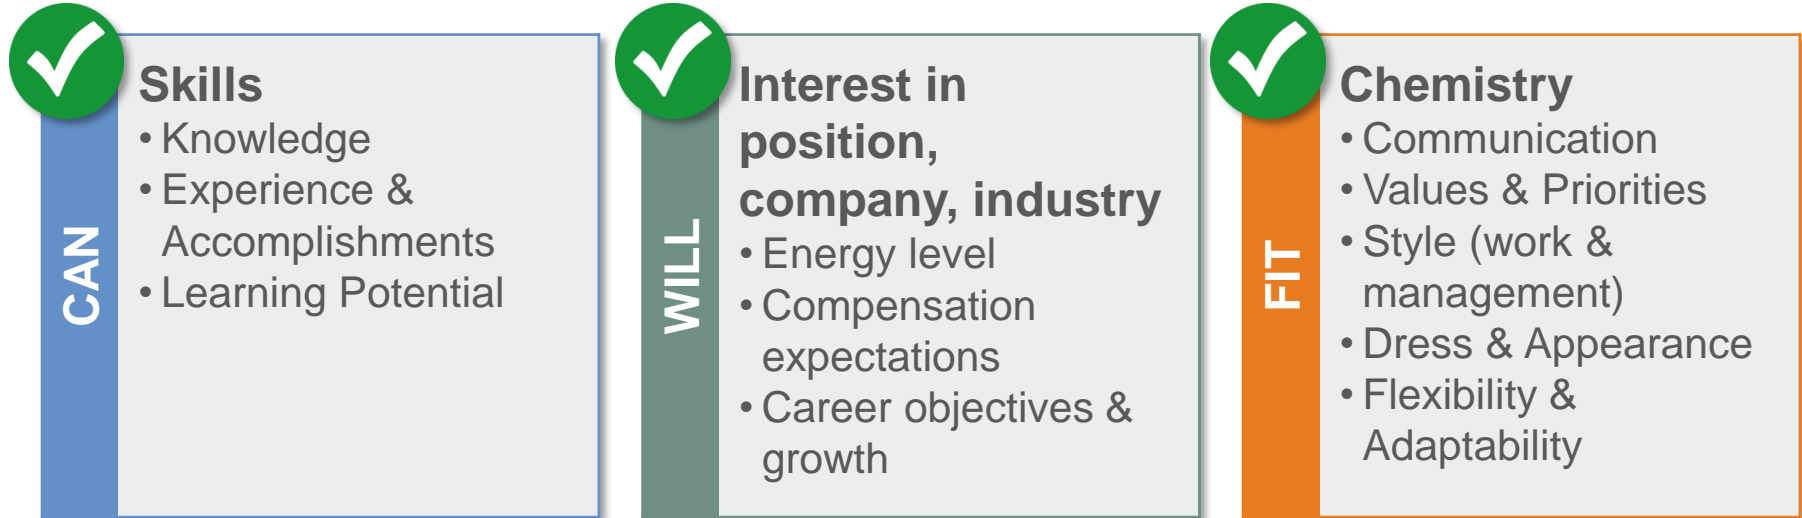 CAN
Skills
• Knowledge
• Experience &
Accomplishments
• Learning Potential
WILL
Interest in
position,
company, industry
• Energy level
• Compensation
expectations
• Career objectives &
growth
FIT
Chemistry
• Communication
• Values & Priorities
• Style (work &
management)
• Dress & Appearance
• Flexibility &
Adaptability